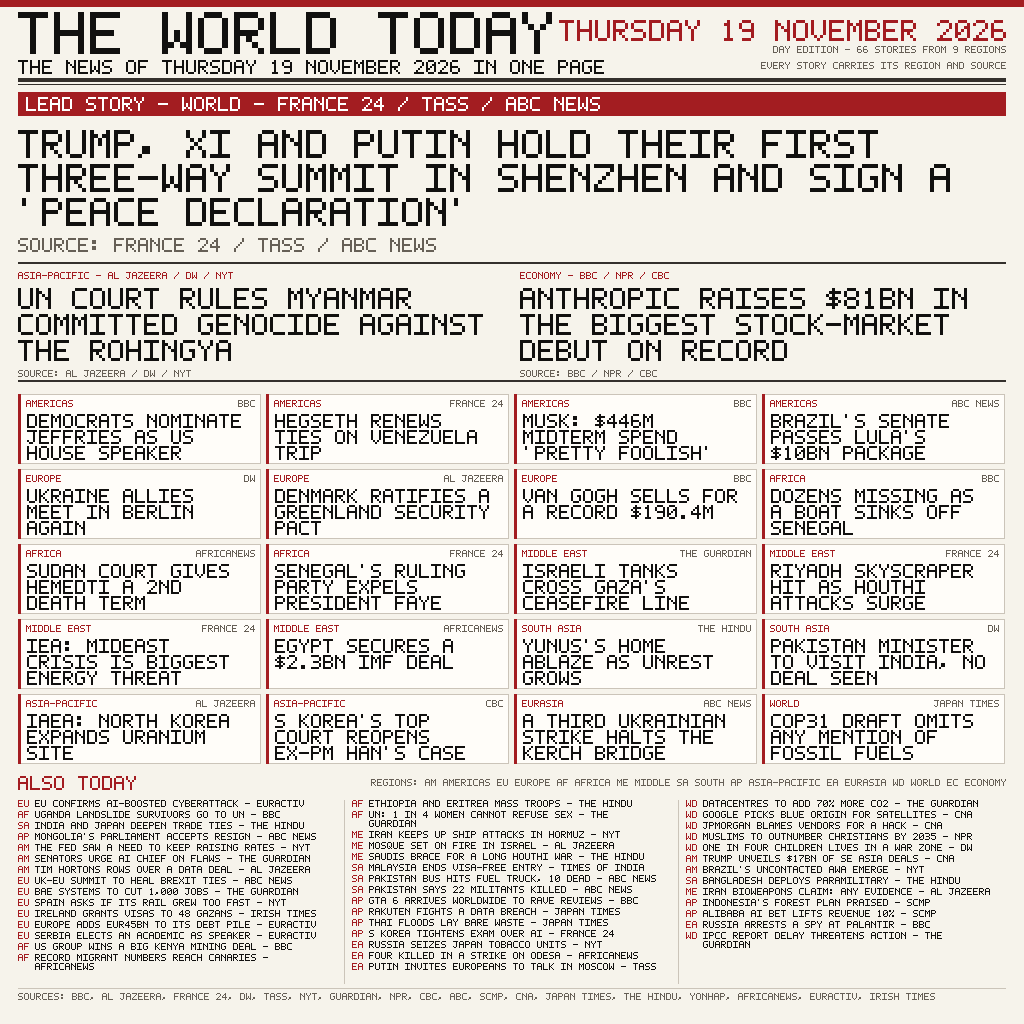 THE WORLD TODAY
THURSDAY 19 NOVEMBER 2026
DAY EDITION - 66 STORIES FROM 9 REGIONS
THE NEWS OF THURSDAY 19 NOVEMBER 2026 IN ONE PAGE
EVERY STORY CARRIES ITS REGION AND SOURCE
LEAD STORY - WORLD - FRANCE 24 / TASS / ABC NEWS
TRUMP, XI AND PUTIN HOLD THEIR FIRST
THREE-WAY SUMMIT IN SHENZHEN AND SIGN A
'PEACE DECLARATION'
SOURCE: FRANCE 24 / TASS / ABC NEWS
ASIA-PACIFIC - AL JAZEERA / DW / NYT
UN COURT RULES MYANMAR
COMMITTED GENOCIDE AGAINST
THE ROHINGYA
SOURCE: AL JAZEERA / DW / NYT
ECONOMY - BBC / NPR / CBC
ANTHROPIC RAISES $81BN IN
THE BIGGEST STOCK-MARKET
DEBUT ON RECORD
SOURCE: BBC / NPR / CBC
AMERICAS BBC
DEMOCRATS NOMINATE
JEFFRIES AS US
HOUSE SPEAKER
AMERICAS FRANCE 24
HEGSETH RENEWS
TIES ON VENEZUELA
TRIP
AMERICAS BBC
MUSK: $446M
MIDTERM SPEND
'PRETTY FOOLISH'
AMERICAS ABC NEWS
BRAZIL'S SENATE
PASSES LULA'S
$10BN PACKAGE
EUROPE DW
UKRAINE ALLIES
MEET IN BERLIN
AGAIN
EUROPE AL JAZEERA
DENMARK RATIFIES A
GREENLAND SECURITY
PACT
EUROPE BBC
VAN GOGH SELLS FOR
A RECORD $190.4M
AFRICA BBC
DOZENS MISSING AS
A BOAT SINKS OFF
SENEGAL
AFRICA AFRICANEWS
SUDAN COURT GIVES
HEMEDTI A 2ND
DEATH TERM
AFRICA FRANCE 24
SENEGAL'S RULING
PARTY EXPELS
PRESIDENT FAYE
MIDDLE EAST THE GUARDIAN
ISRAELI TANKS
CROSS GAZA'S
CEASEFIRE LINE
MIDDLE EAST FRANCE 24
RIYADH SKYSCRAPER
HIT AS HOUTHI
ATTACKS SURGE
MIDDLE EAST FRANCE 24
IEA: MIDEAST
CRISIS IS BIGGEST
ENERGY THREAT
MIDDLE EAST AFRICANEWS
EGYPT SECURES A
$2.3BN IMF DEAL
SOUTH ASIA THE HINDU
YUNUS'S HOME
ABLAZE AS UNREST
GROWS
SOUTH ASIA DW
PAKISTAN MINISTER
TO VISIT INDIA, NO
DEAL SEEN
ASIA-PACIFIC AL JAZEERA
IAEA: NORTH KOREA
EXPANDS URANIUM
SITE
ASIA-PACIFIC CBC
S KOREA'S TOP
COURT REOPENS
EX-PM HAN'S CASE
EURASIA ABC NEWS
A THIRD UKRAINIAN
STRIKE HALTS THE
KERCH BRIDGE
WORLD JAPAN TIMES
COP31 DRAFT OMITS
ANY MENTION OF
FOSSIL FUELS
ALSO TODAY
REGIONS: AM AMERICAS EU EUROPE AF AFRICA ME MIDDLE SA SOUTH AP ASIA-PACIFIC EA EURASIA WD WORLD EC ECONOMY
EU EU CONFIRMS AI-BOOSTED CYBERATTACK - EURACTIV
AF UGANDA LANDSLIDE SURVIVORS GO TO UN - BBC
SA INDIA AND JAPAN DEEPEN TRADE TIES - THE HINDU
AP MONGOLIA'S PARLIAMENT ACCEPTS RESIGN - ABC NEWS
AM THE FED SAW A NEED TO KEEP RAISING RATES - NYT
AM SENATORS URGE AI CHIEF ON FLAWS - THE GUARDIAN
AM TIM HORTONS ROWS OVER A DATA DEAL - AL JAZEERA
EU UK-EU SUMMIT TO HEAL BREXIT TIES - ABC NEWS
EU BAE SYSTEMS TO CUT 1,000 JOBS - THE GUARDIAN
EU SPAIN ASKS IF ITS RAIL GREW TOO FAST - NYT
EU IRELAND GRANTS VISAS TO 48 GAZANS - IRISH TIMES
EU EUROPE ADDS EUR45BN TO ITS DEBT PILE - EURACTIV
EU SERBIA ELECTS AN ACADEMIC AS SPEAKER - EURACTIV
AF US GROUP WINS A BIG KENYA MINING DEAL - BBC
AF RECORD MIGRANT NUMBERS REACH CANARIES -
AFRICANEWS
AF ETHIOPIA AND ERITREA MASS TROOPS - THE HINDU
AF UN: 1 IN 4 WOMEN CANNOT REFUSE SEX - THE
GUARDIAN
ME IRAN KEEPS UP SHIP ATTACKS IN HORMUZ - NYT
ME MOSQUE SET ON FIRE IN ISRAEL - AL JAZEERA
ME SAUDIS BRACE FOR A LONG HOUTHI WAR - THE HINDU
SA MALAYSIA ENDS VISA-FREE ENTRY - TIMES OF INDIA
SA PAKISTAN BUS HITS FUEL TRUCK, 10 DEAD - ABC NEWS
SA PAKISTAN SAYS 22 MILITANTS KILLED - ABC NEWS
AP GTA 6 ARRIVES WORLDWIDE TO RAVE REVIEWS - BBC
AP RAKUTEN FIGHTS A DATA BREACH - JAPAN TIMES
AP THAI FLOODS LAY BARE WASTE - JAPAN TIMES
AP S KOREA TIGHTENS EXAM OVER AI - FRANCE 24
EA RUSSIA SEIZES JAPAN TOBACCO UNITS - NYT
EA FOUR KILLED IN A STRIKE ON ODESA - AFRICANEWS
EA PUTIN INVITES EUROPEANS TO TALK IN MOSCOW - TASS
WD DATACENTRES TO ADD 70% MORE CO2 - THE GUARDIAN
WD GOOGLE PICKS BLUE ORIGIN FOR SATELLITES - CNA
WD JPMORGAN BLAMES VENDORS FOR A HACK - CNA
WD MUSLIMS TO OUTNUMBER CHRISTIANS BY 2035 - NPR
WD ONE IN FOUR CHILDREN LIVES IN A WAR ZONE - DW
AM TRUMP UNVEILS $17BN OF SE ASIA DEALS - CNA
AM BRAZIL'S UNCONTACTED AWA EMERGE - NYT
SA BANGLADESH DEPLOYS PARAMILITARY - THE HINDU
ME IRAN BIOWEAPONS CLAIM: ANY EVIDENCE - AL JAZEERA
AP INDONESIA'S FOREST PLAN PRAISED - SCMP
AP ALIBABA AI BET LIFTS REVENUE 10% - SCMP
EA RUSSIA ARRESTS A SPY AT PALANTIR - BBC
WD IPCC REPORT DELAY THREATENS ACTION - THE
GUARDIAN
SOURCES: BBC, AL JAZEERA, FRANCE 24, DW, TASS, NYT, GUARDIAN, NPR, CBC, ABC, SCMP, CNA, JAPAN TIMES, THE HINDU, YONHAP, AFRICANEWS, EURACTIV, IRISH TIMES